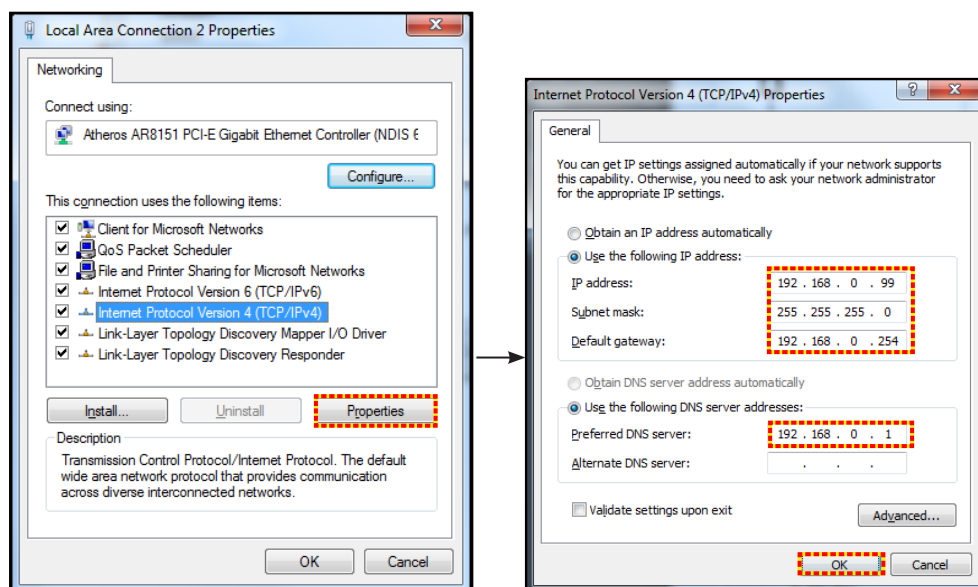 Local Area Connection 2 Properties
Networking
Connect using:
Atheros AR8151 PCI-E Gigabit Ethernet Controller (NDIS 6
Configure...
This connection uses the following items:
Client for Microsoft Networks
QoS Packet Scheduler
File and Printer Sharing for Microsoft Networks
Internet Protocol Version 6 (TCP/IPv6)
Internet Protocol Version 4 (TCP/IPv4)
Link-Layer Topology Discovery Mapper I/O Driver
Link-Layer Topology Discovery Responder
Install...
Uninstall
Properties
Description
Transmission Control Protocol/Internet Protocol. The default
wide area network protocol that provides communication
across diverse interconnected networks.
OK
Cancel
Internet Protocol Version 4 (TCP/IPv4) Properties
General
You can get IP settings assigned automatically if your network supports
this capability. Otherwise, you need to ask your network administrator
for the appropriate IP settings.
Obtain an IP address automatically
Use the following IP address:
IP address: 192 . 168 . 0 . 99
Subnet mask: 255 . 255 . 255 . 0
Default gateway: 192 . 168 . 0 . 254
Obtain DNS server address automatically
Use the following DNS server addresses:
Preferred DNS server: 192 . 168 . 0 . 1
Alternate DNS server: . . .
Validate settings upon exit
Advanced...
OK
Cancel